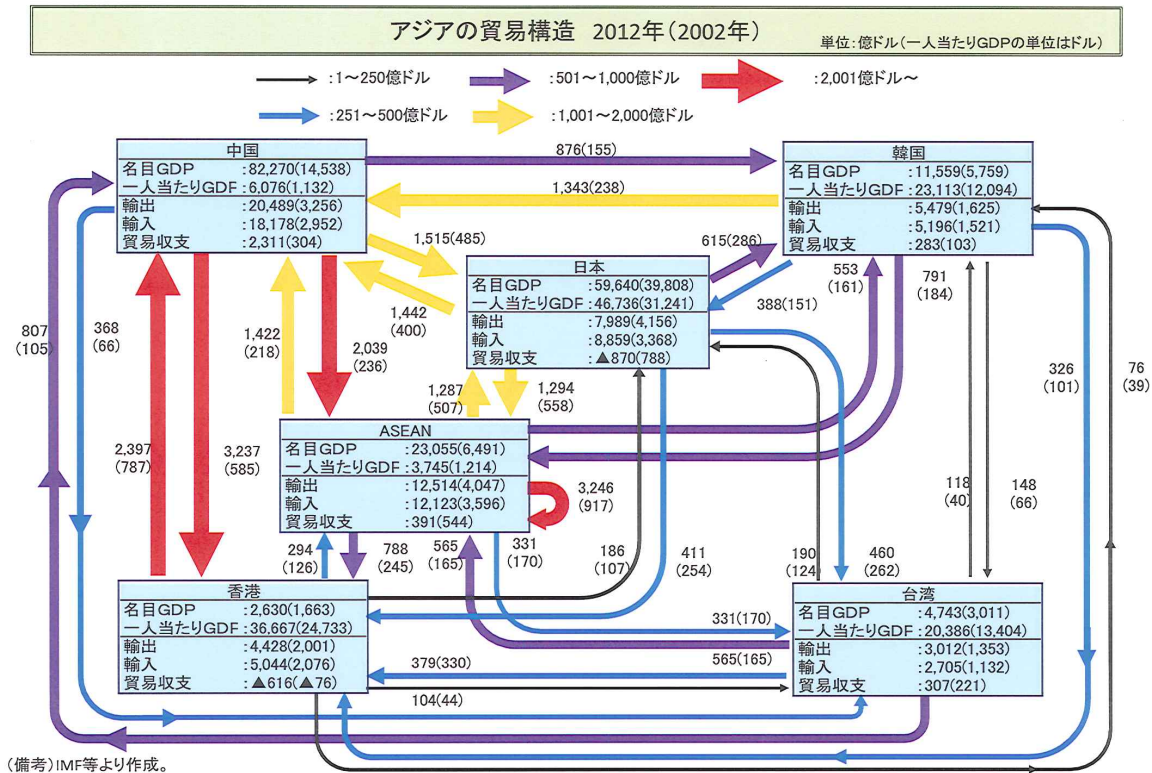 アジアの貿易構造 2012年(2002年)
単位:億ドル(一人当たりGDPの単位はドル)
:1～250億ドル
:501～1,000億ドル
:2,001億ドル～
:251～500億ドル
:1,001～2,000億ドル
中国
名目GDP :82,270(14,538)
一人当たりGDP :6,076(1,132)
輸出 :20,489(3,256)
輸入 :18,178(2,952)
貿易収支 :2,311(304)
876(155)
1,343(238)
韓国
名目GDP :11,559(5,759)
一人当たりGDP :23,113(12,094)
輸出 :5,479(1,625)
輸入 :5,196(1,521)
貿易収支 :283(103)
1,515(485)
1,442
(400)
615(286)
388(151)
日本
名目GDP :59,640(39,808)
一人当たりGDP :46,736(31,241)
輸出 :7,989(4,156)
輸入 :8,859(3,368)
貿易収支 :▲870(788)
553
(161)
791
(184)
807
(105)
368
(66)
1,422
(218)
2,039
(236)
1,287
(507)
1,294
(558)
326
(101)
76
(39)
ASEAN
名目GDP :23,055(6,491)
一人当たりGDP :3,745(1,214)
輸出 :12,514(4,047)
輸入 :12,123(3,596)
貿易収支 :391(544)
2,397
(787)
3,237
(585)
3,246
(917)
118
(40)
148
(66)
294
(126)
788
(245)
565
(165)
331
(170)
186
(107)
411
(254)
190
(124)
460
(262)
香港
名目GDP :2,630(1,663)
一人当たりGDP :36,667(24,733)
輸出 :4,428(2,001)
輸入 :5,044(2,076)
貿易収支 :▲616(▲76)
331(170)
565(165)
379(330)
104(44)
台湾
名目GDP :4,743(3,011)
一人当たりGDP :20,386(13,404)
輸出 :3,012(1,353)
輸入 :2,705(1,132)
貿易収支 :307(221)
(備考)IMF等より作成。